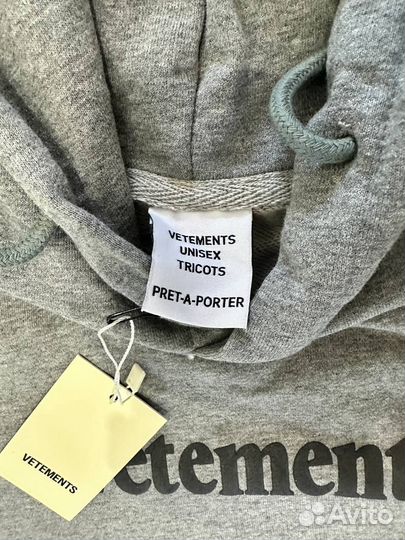 VETEMENTS
UNISEX
TRICOTS
PRET-A-PORTER
VETEMENTS
etement
Avito